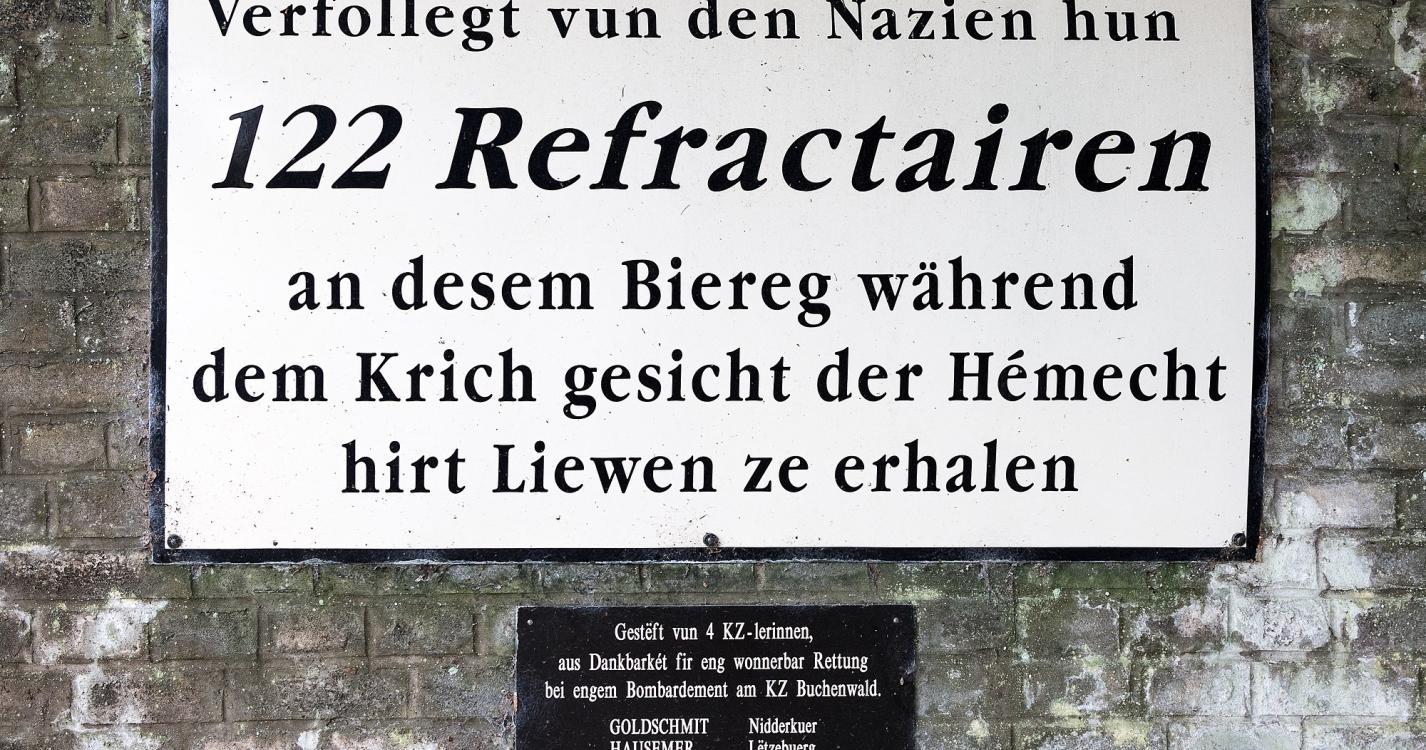 Verfollegt vun den Nazien hun
122 Refractairen
an desem Biereg während
dem Krich gesicht der Hémecht
hirt Liewen ze erhalen
Gestëft vun 4 KZ-lerinnen,
aus Dankbarkét fir eng wonnerbar Rettung
bei engem Bombardement am KZ Buchenwald.
GOLDSCHMIT Nidderkuer
HAUSEMER Lëtzebuerg